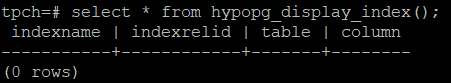 tpch=# select * from hypopg_display_index();
 indexname | indexrelid | table | column
-----------+------------+-------+--------
(0 rows)